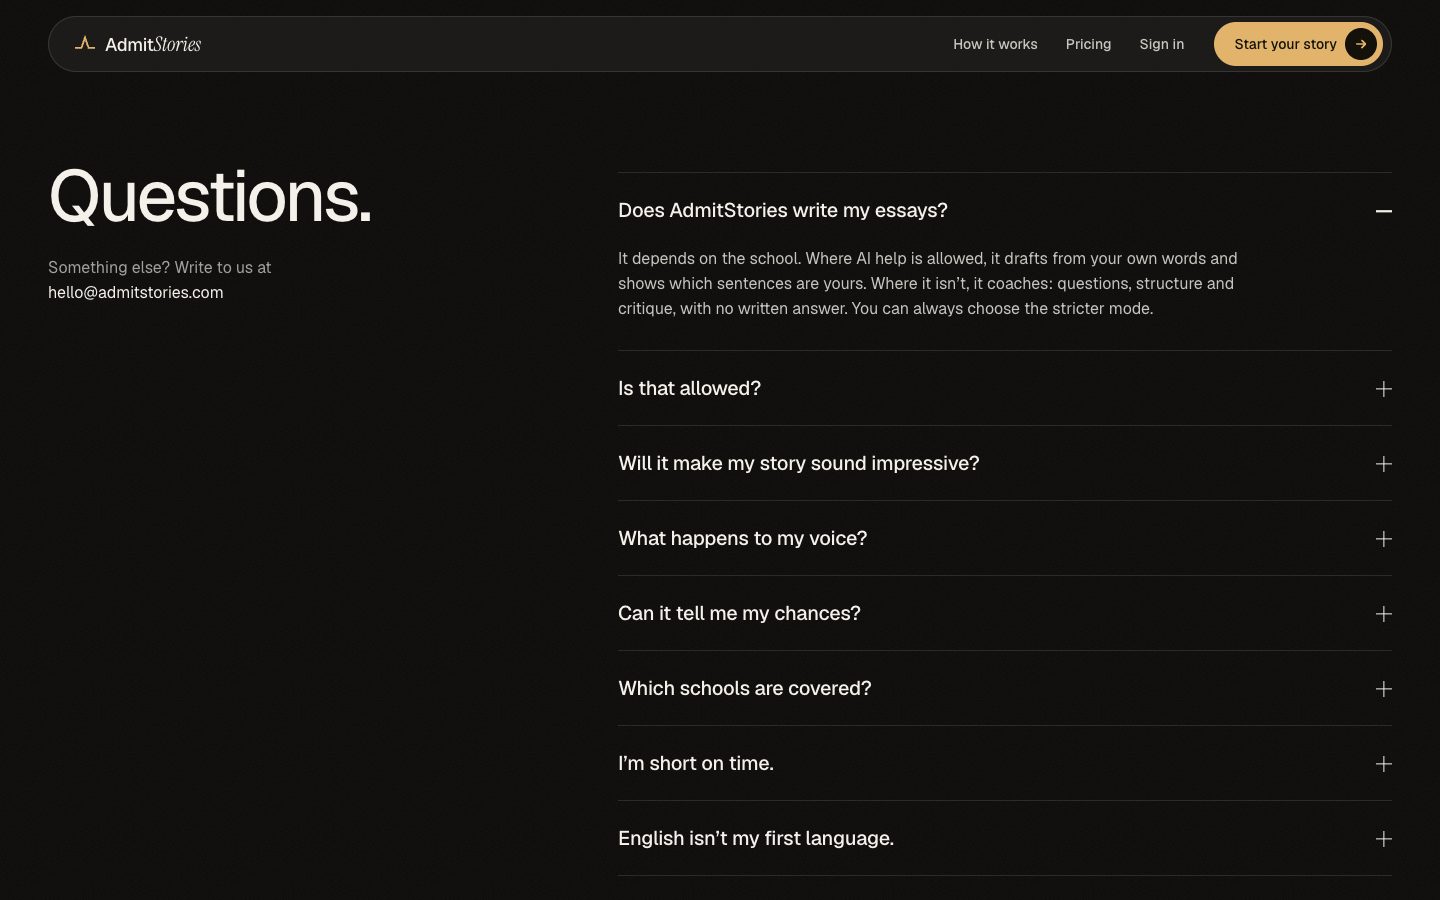 AdmitStories
How it works
Pricing
Sign in
Start your story
Questions.
Something else? Write to us at
hello@admitstories.com
Does AdmitStories write my essays?
It depends on the school. Where AI help is allowed, it drafts from your own words and
shows which sentences are yours. Where it isn’t, it coaches: questions, structure and
critique, with no written answer. You can always choose the stricter mode.
Is that allowed?
Will it make my story sound impressive?
What happens to my voice?
Can it tell me my chances?
Which schools are covered?
I’m short on time.
English isn’t my first language.